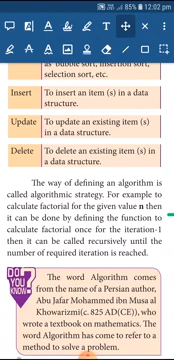 85% 12:02 pm
as bubble sort, insertion sort,
selection sort, etc.
Insert
To insert an item (s) in a data
structure.
Update
To update an existing item (s)
in a data structure.
Delete
To delete an existing item (s) in
a data structure.
The way of defining an algorithm is
called algorithmic strategy. For example to
calculate factorial for the given value n then
it can be done by defining the function to
calculate factorial once for the iteration-1
then it can be called recursively until the
number of required iteration is reached.
DO YOU KNOW
The word Algorithm comes
from the name of a Persian author,
Abu Jafar Mohammed ibn Musa al
Khowarizmi(c. 825 AD(CE)), who
wrote a textbook on mathematics. The
word Algorithm has come to refer to a
method to solve a problem.